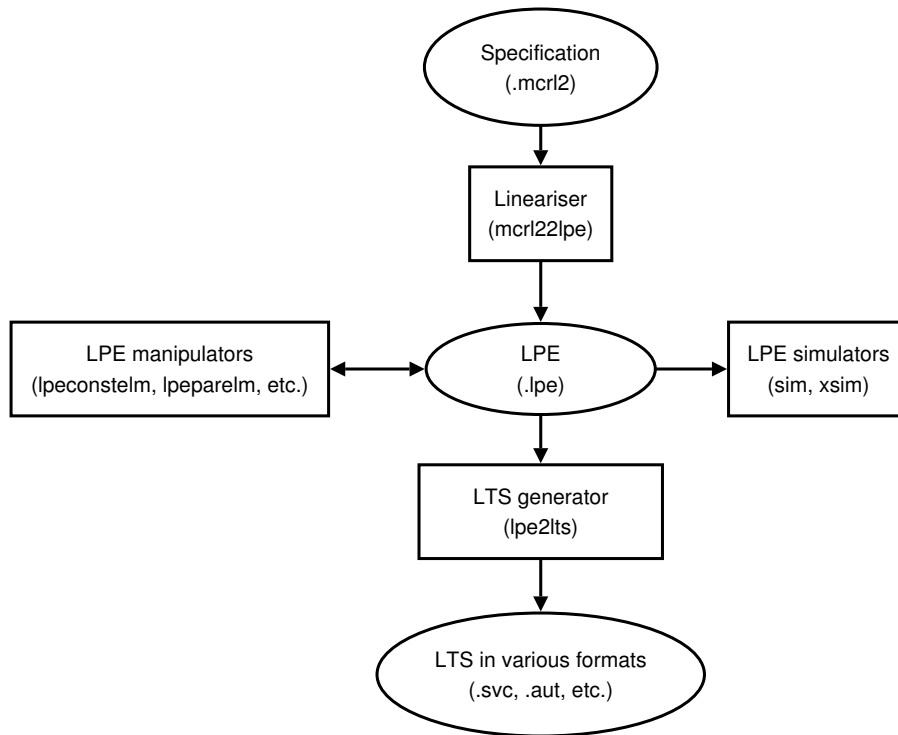 Specification
(.mcrl2)
Lineariser
(mcrl22lpe)
LPE manipulators
(lpeconstelm, lpeparelm, etc.)
LPE
(.lpe)
LPE simulators
(sim, xsim)
LTS generator
(lpe2lts)
LTS in various formats
(.svc, .aut, etc.)